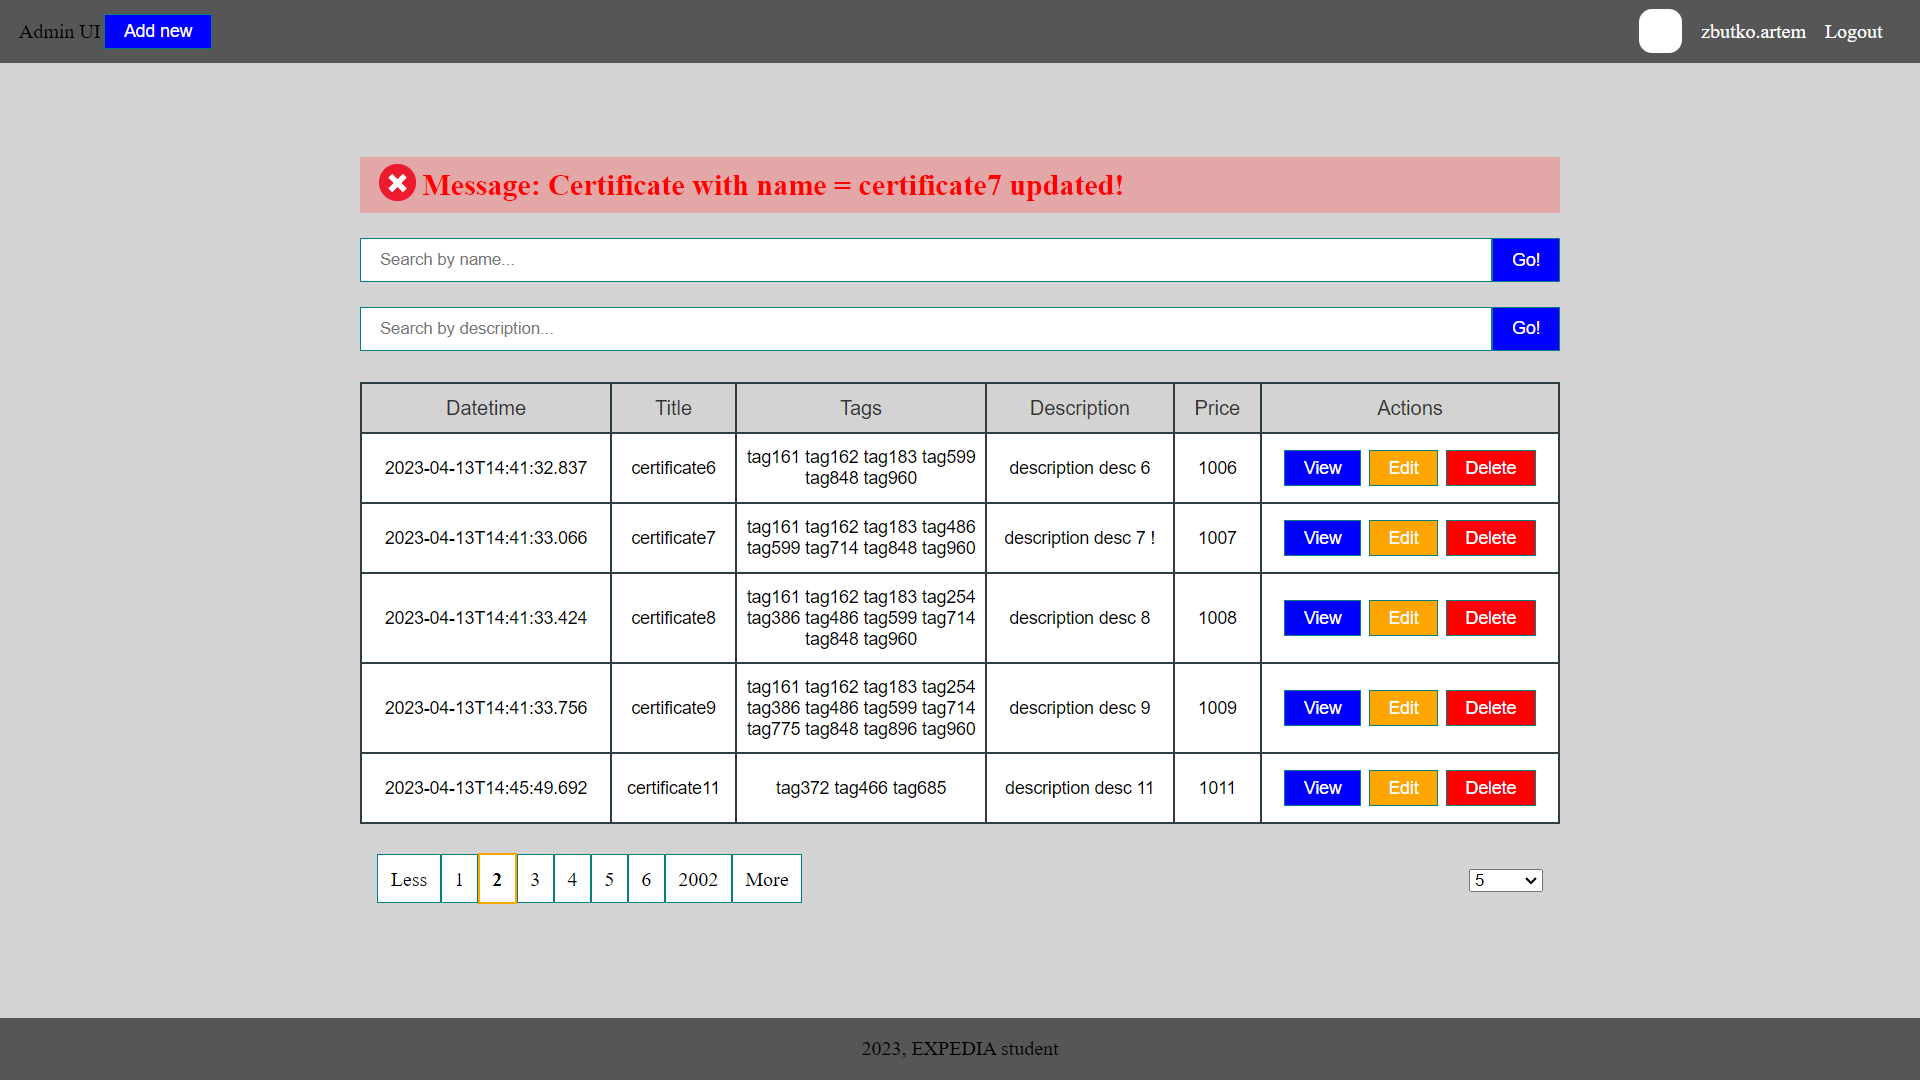 Admin UI Add new zbutko.artem Logout
Message: Certificate with name = certificate7 updated!
Search by name... Go!
Search by description... Go!
Datetime Title Tags Description Price Actions
2023-04-13T14:41:32.837 certificate6 tag161 tag162 tag183 tag599 description desc 6 1006 View Edit Delete
tag848 tag960
2023-04-13T14:41:33.066 certificate7 tag161 tag162 tag183 tag486 description desc 7 ! 1007 View Edit Delete
tag599 tag714 tag848 tag960
2023-04-13T14:41:33.424 certificate8 tag161 tag162 tag183 tag254 description desc 8 1008 View Edit Delete
tag386 tag486 tag599 tag714
tag848 tag960
2023-04-13T14:41:33.756 certificate9 tag161 tag162 tag183 tag254 description desc 9 1009 View Edit Delete
tag386 tag486 tag599 tag714
tag775 tag848 tag896 tag960
2023-04-13T14:45:49.692 certificate11 tag372 tag466 tag685 description desc 11 1011 View Edit Delete
Less 1 2 3 4 5 6 2002 More 5
2023, EXPEDIA student